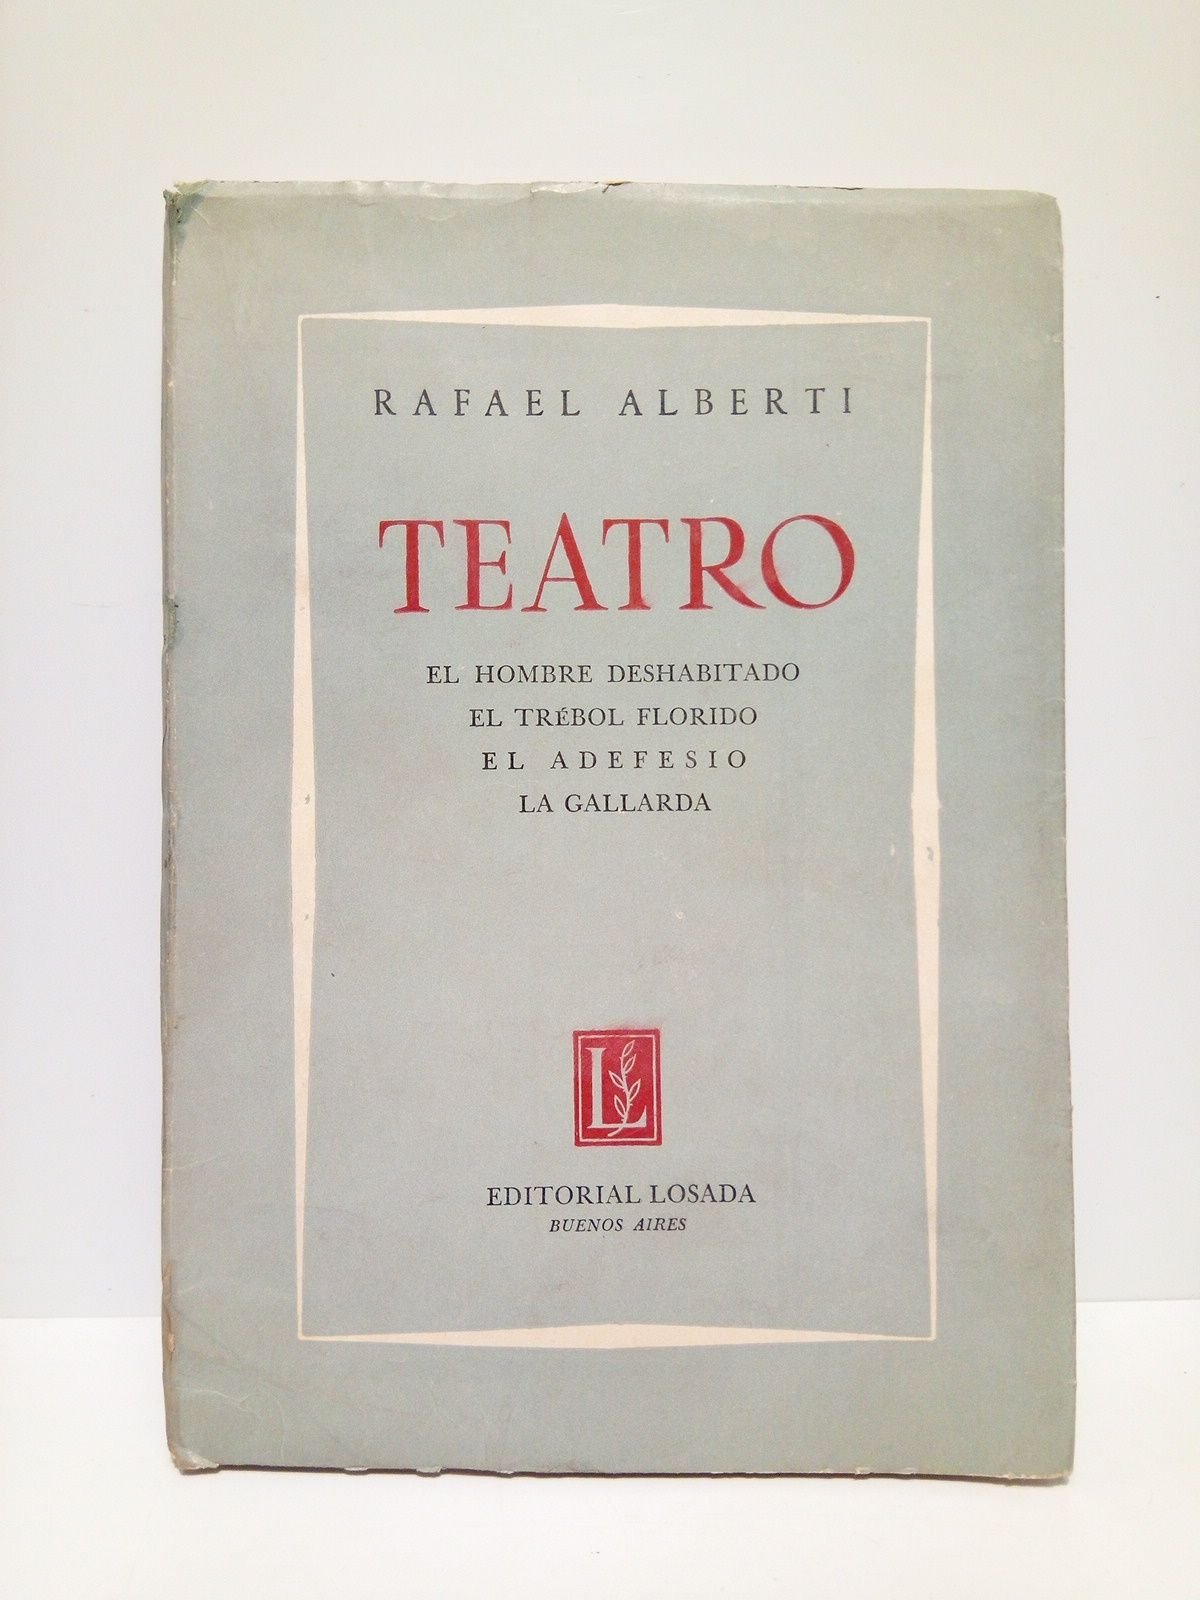 RAFAEL ALBERTI
TEATRO
EL HOMBRE DESHABITADO
EL TRÉBOL FLORIDO
EL ADEFESIO
LA GALLARDA
L
EDITORIAL LOSADA
BUENOS AIRES